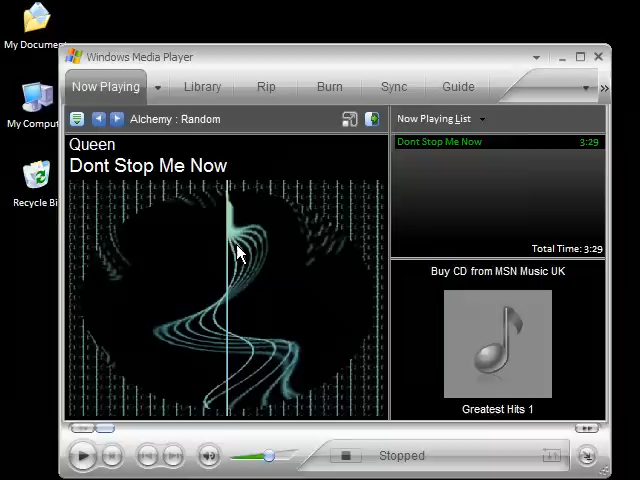 My Docume
Windows Media Player
Now Playing
Library
Rip
Burn
Sync
Guide
»
My Comput
Alchemy : Random
Now Playing List
Queen
Dont Stop Me Now
Dont Stop Me Now 3:29
Recycle Bi
Total Time: 3:29
Buy CD from MSN Music UK
Greatest Hits 1
Stopped